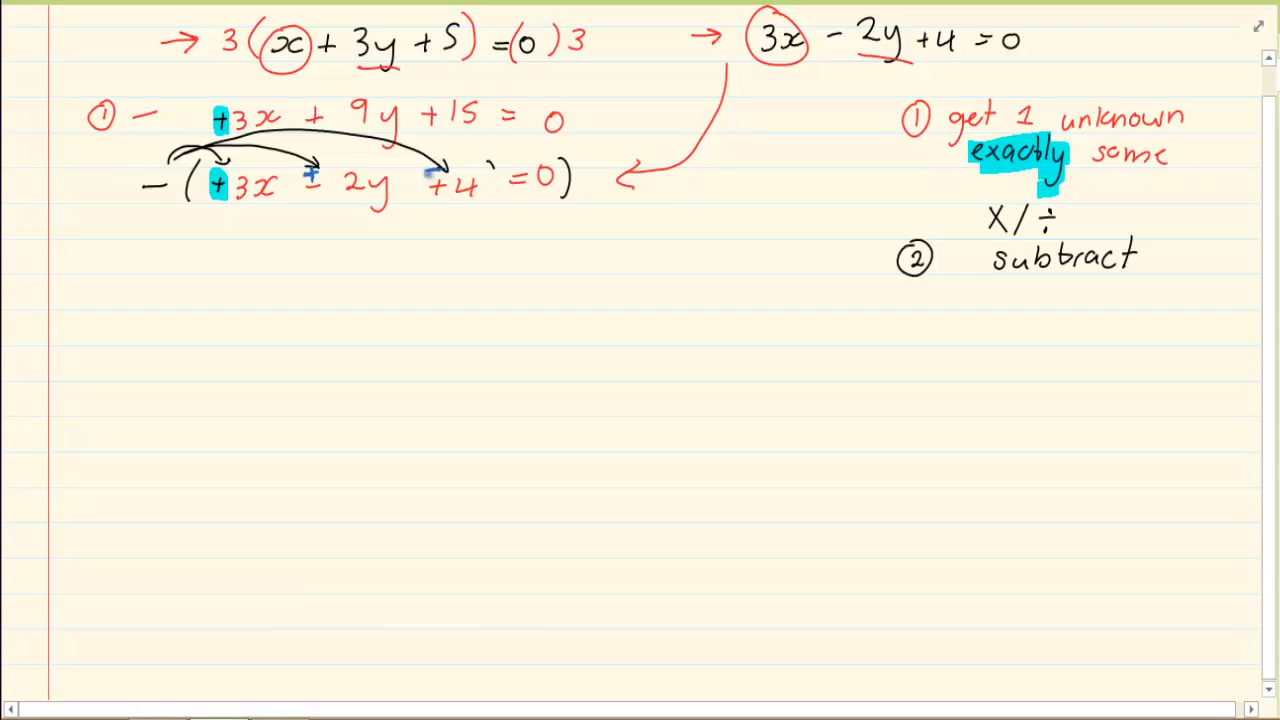 → 3(x + 3y + 5) = (0)3
→ 3x - 2y + 4 = 0
① - +3x + 9y + 15 = 0
-(+3x - 2y + 4 = 0)
+ -
① get 1 unknown
exactly same
X/÷
② subtract